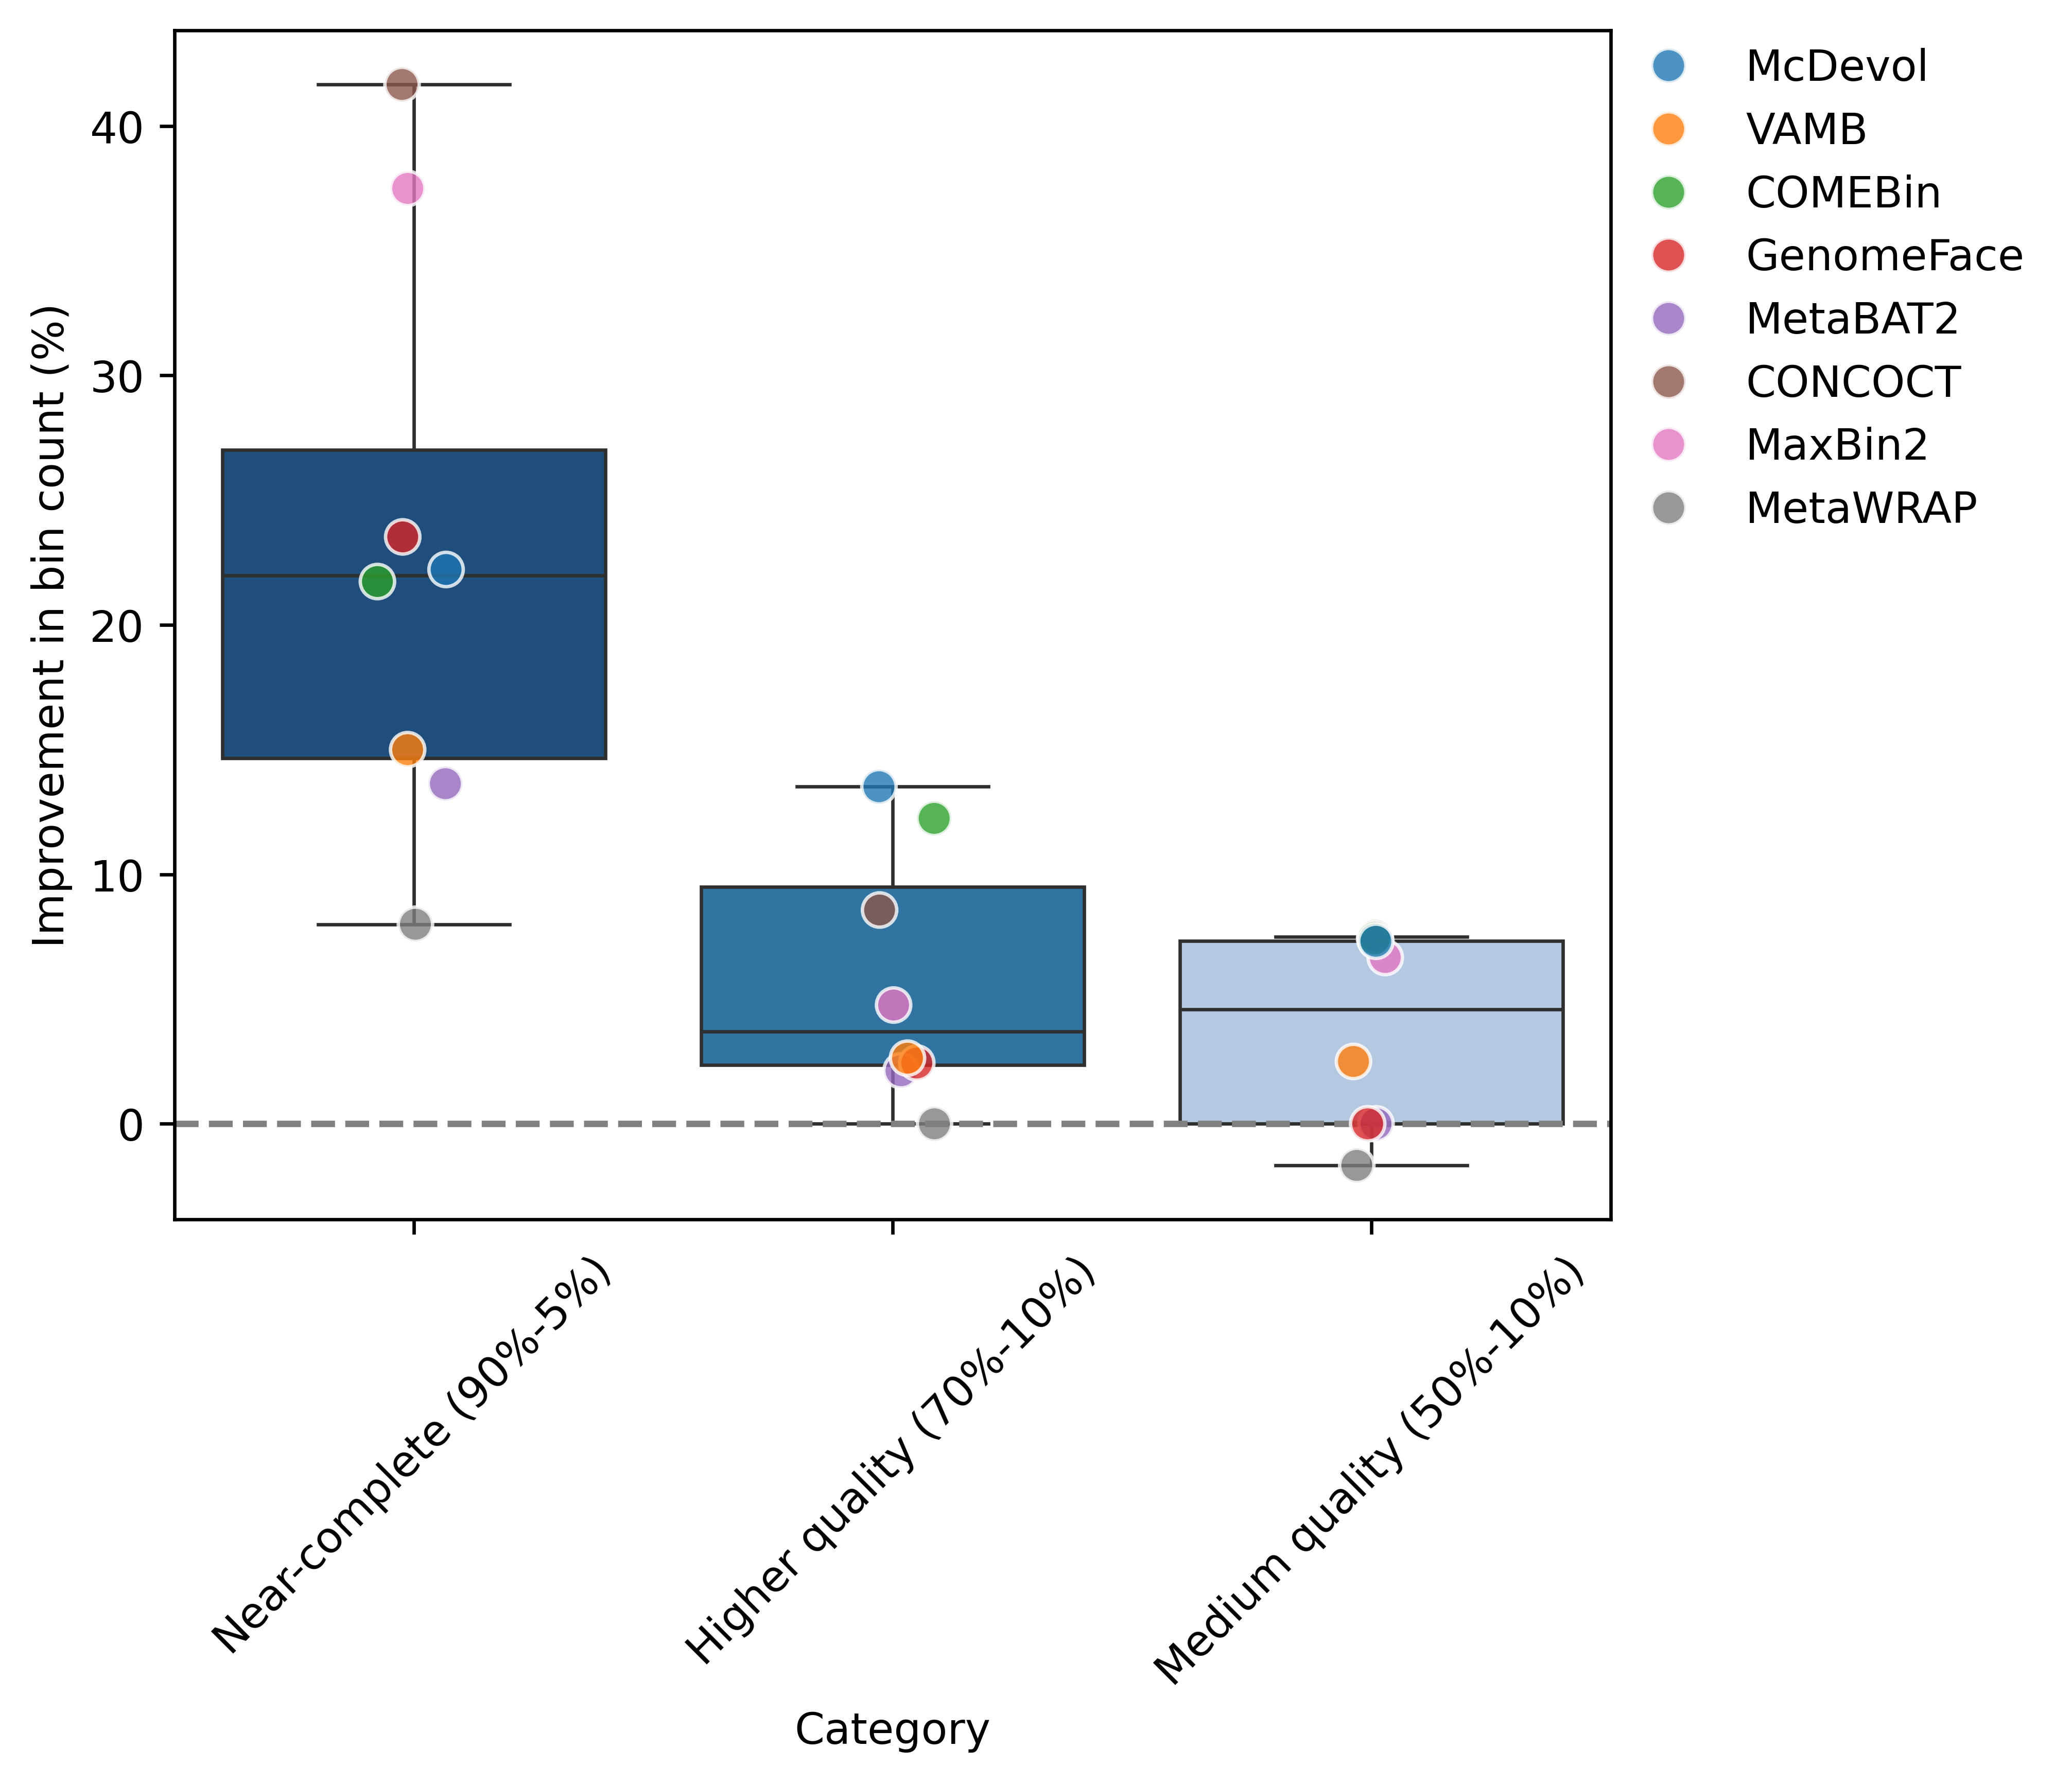 Improvement in bin count (%)
40
30
20
10
0
McDevol
VAMB
COMEBin
GenomeFace
MetaBAT2
CONCOCT
MaxBin2
MetaWRAP
Near-complete (90%-5%)
Higher quality (70%-10%)
Medium quality (50%-10%)
Category